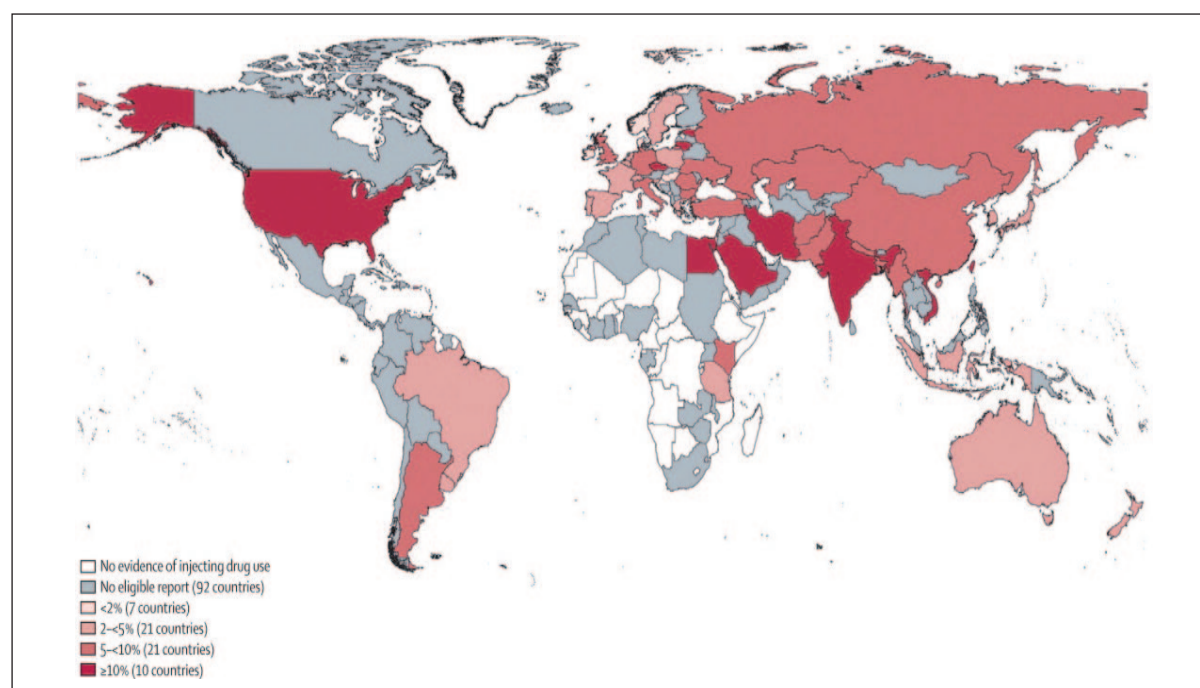 No evidence of injecting drug use
No eligible report (92 countries)
<2% (7 countries)
2–<5% (21 countries)
5–<10% (21 countries)
≥10% (10 countries)